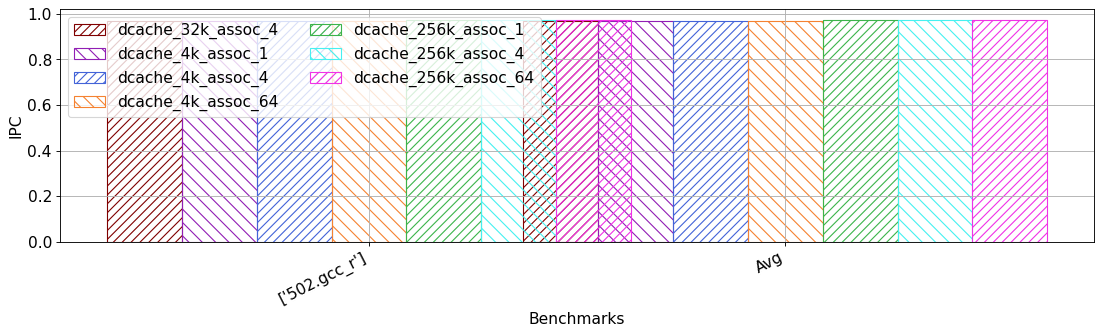 1.0
0.8
0.6
0.4
0.2
0.0
IPC
dcache_32k_assoc_4
dcache_4k_assoc_1
dcache_4k_assoc_4
dcache_4k_assoc_64
dcache_256k_assoc_1
dcache_256k_assoc_4
dcache_256k_assoc_64
['502.gcc_r']
Avg
Benchmarks